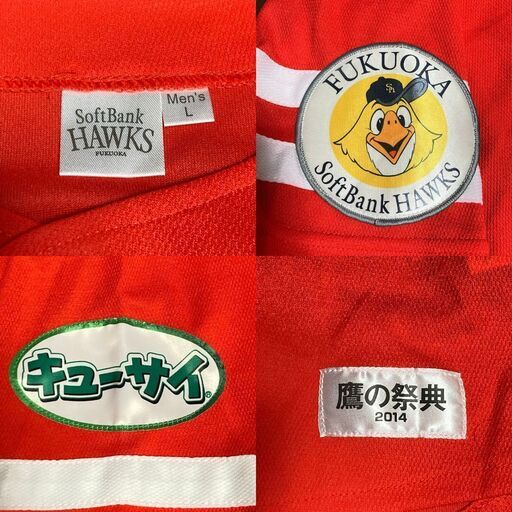 SoftBank
HAWKS
FUKUOKA
Men's
L
FUKUOKA
SH
SoftBank HAWKS
キューサイ®
鷹の祭典
2014